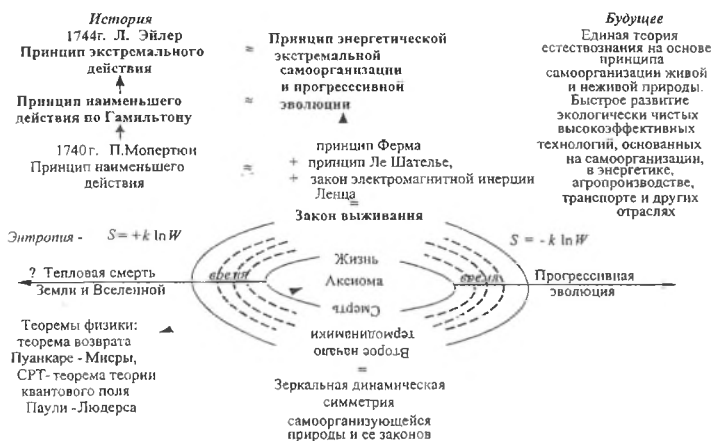 История
1744г. Л. Эйлер
Принцип экстремального
действия
Принцип наименьшего
действия по Гамильтону
1740 г. П.Мопертюи
Принцип наименьшего
действия
≈
≈
≈
Принцип энергетической
экстремальной
самоорганизации
и прогресссивной
эволюции
принцип Ферма
+ принцип Ле Шателье,
+ закон электромагнитной инерции
Ленца
=
Закон выживания
Будущее
Единая теория
естествознания на основе
принципа
самоорганизации живой
и неживой природы.
Быстрое развитие
экологически чистых
высокоэффективных
технологий, основанных
на самоорганизации,
в энергетике,
агропроизводстве,
транспорте и других
отраслях
Энтропия - S = +k ln W
S = - k ln W
? Тепловая смерть
Земли и Вселенной
время
Жизнь
Аксиома
Смерть
время
Прогрессивная
эволюция
Второе начало
термодинамики
=
Зеркальная динамическая
симметрия
самоорганизующейся
природы и ее законов
Теоремы физики:
теорема возврата
Пуанкаре - Мисры,
СРТ- теорема теории
квантового поля
Паули -Людерса